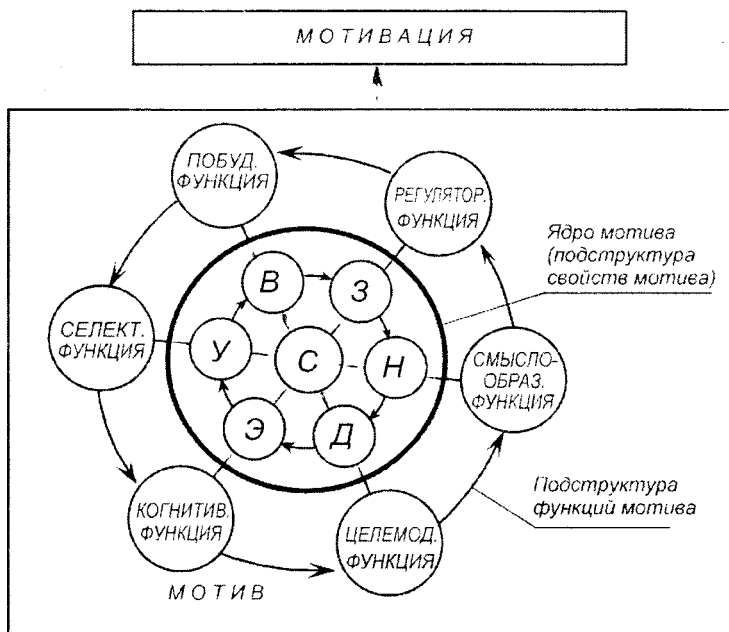 МОТИВАЦИЯ
ПОБУД.
ФУНКЦИЯ
РЕГУЛЯТОР.
ФУНКЦИЯ
Ядро мотива
(подструктура
свойств мотива)
В
З
СЕЛЕКТ.
ФУНКЦИЯ
У
С
Н
СМЫСЛО-
ОБРАЗ.
ФУНКЦИЯ
Э
Д
Подструктура
функций мотива
КОГНИТИВ.
ФУНКЦИЯ
ЦЕЛЕМОД.
ФУНКЦИЯ
МОТИВ